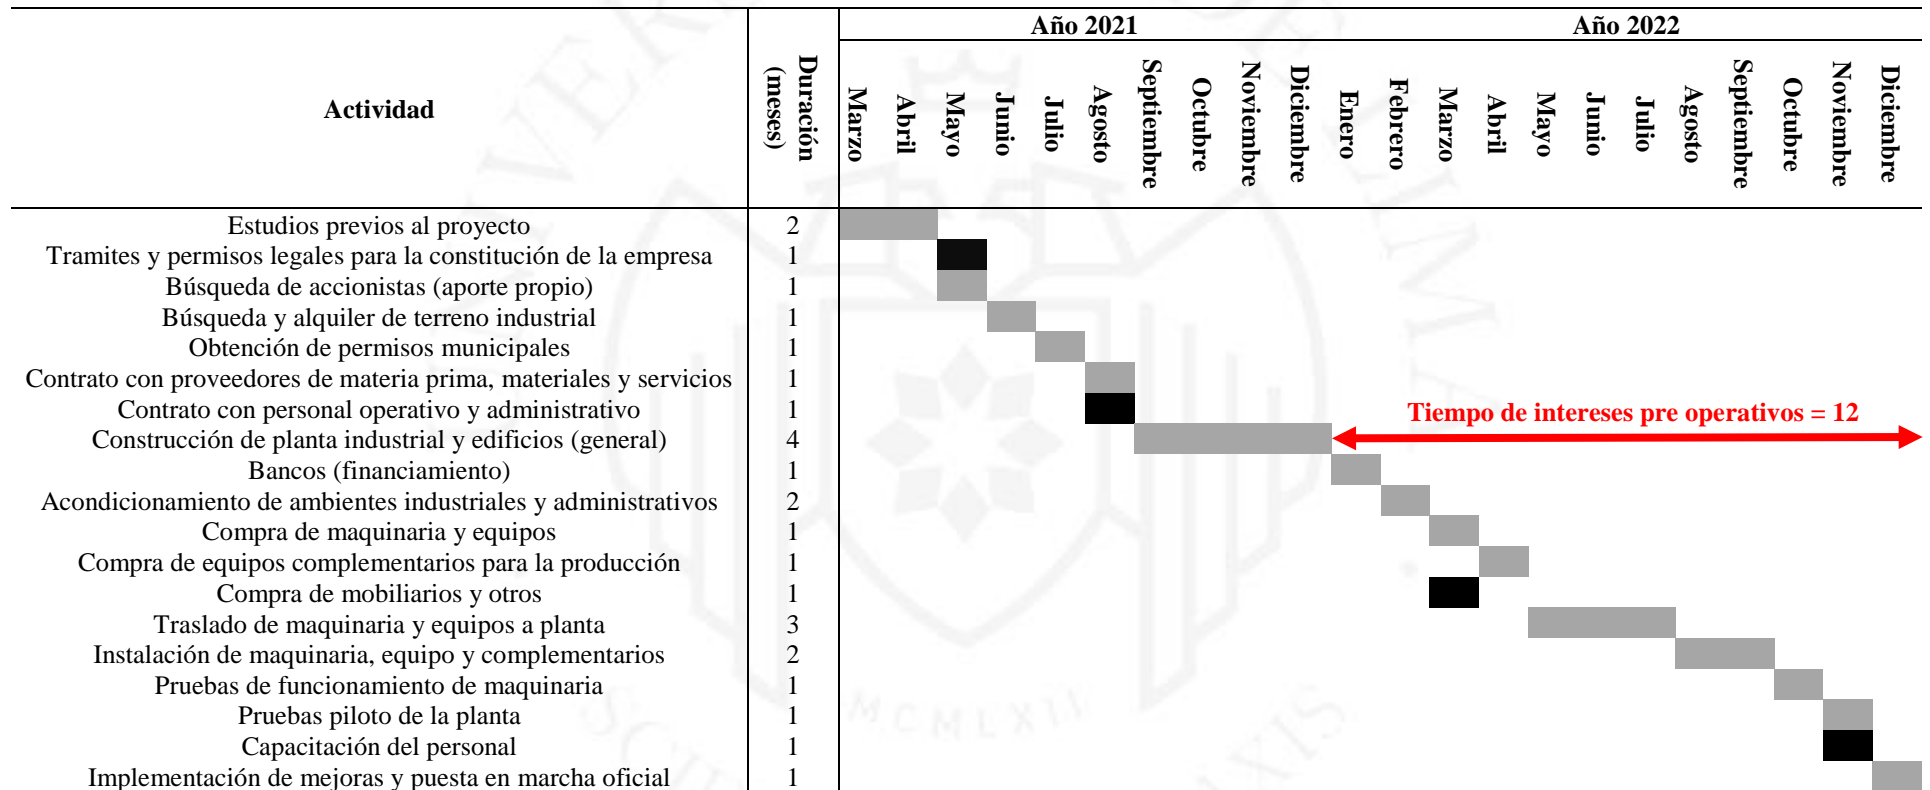 Año 2021 Año 2022
Actividad Duración (meses) Marzo Abril Mayo Junio Julio Agosto Septiembre Octubre Noviembre Diciembre Enero Febrero Marzo Abril Mayo Junio Julio Agosto Septiembre Octubre Noviembre Diciembre
Estudios previos al proyecto 2
Tramites y permisos legales para la constitución de la empresa 1
Búsqueda de accionistas (aporte propio) 1
Búsqueda y alquiler de terreno industrial 1
Obtención de permisos municipales 1
Contrato con proveedores de materia prima, materiales y servicios 1
Contrato con personal operativo y administrativo 1 Tiempo de intereses pre operativos = 12
Construcción de planta industrial y edificios (general) 4
Bancos (financiamiento) 1
Acondicionamiento de ambientes industriales y administrativos 2
Compra de maquinaria y equipos 1
Compra de equipos complementarios para la producción 1
Compra de mobiliarios y otros 1
Traslado de maquinaria y equipos a planta 3
Instalación de maquinaria, equipo y complementarios 2
Pruebas de funcionamiento de maquinaria 1
Pruebas piloto de la planta 1
Capacitación del personal 1
Implementación de mejoras y puesta en marcha oficial 1
MCMLXII